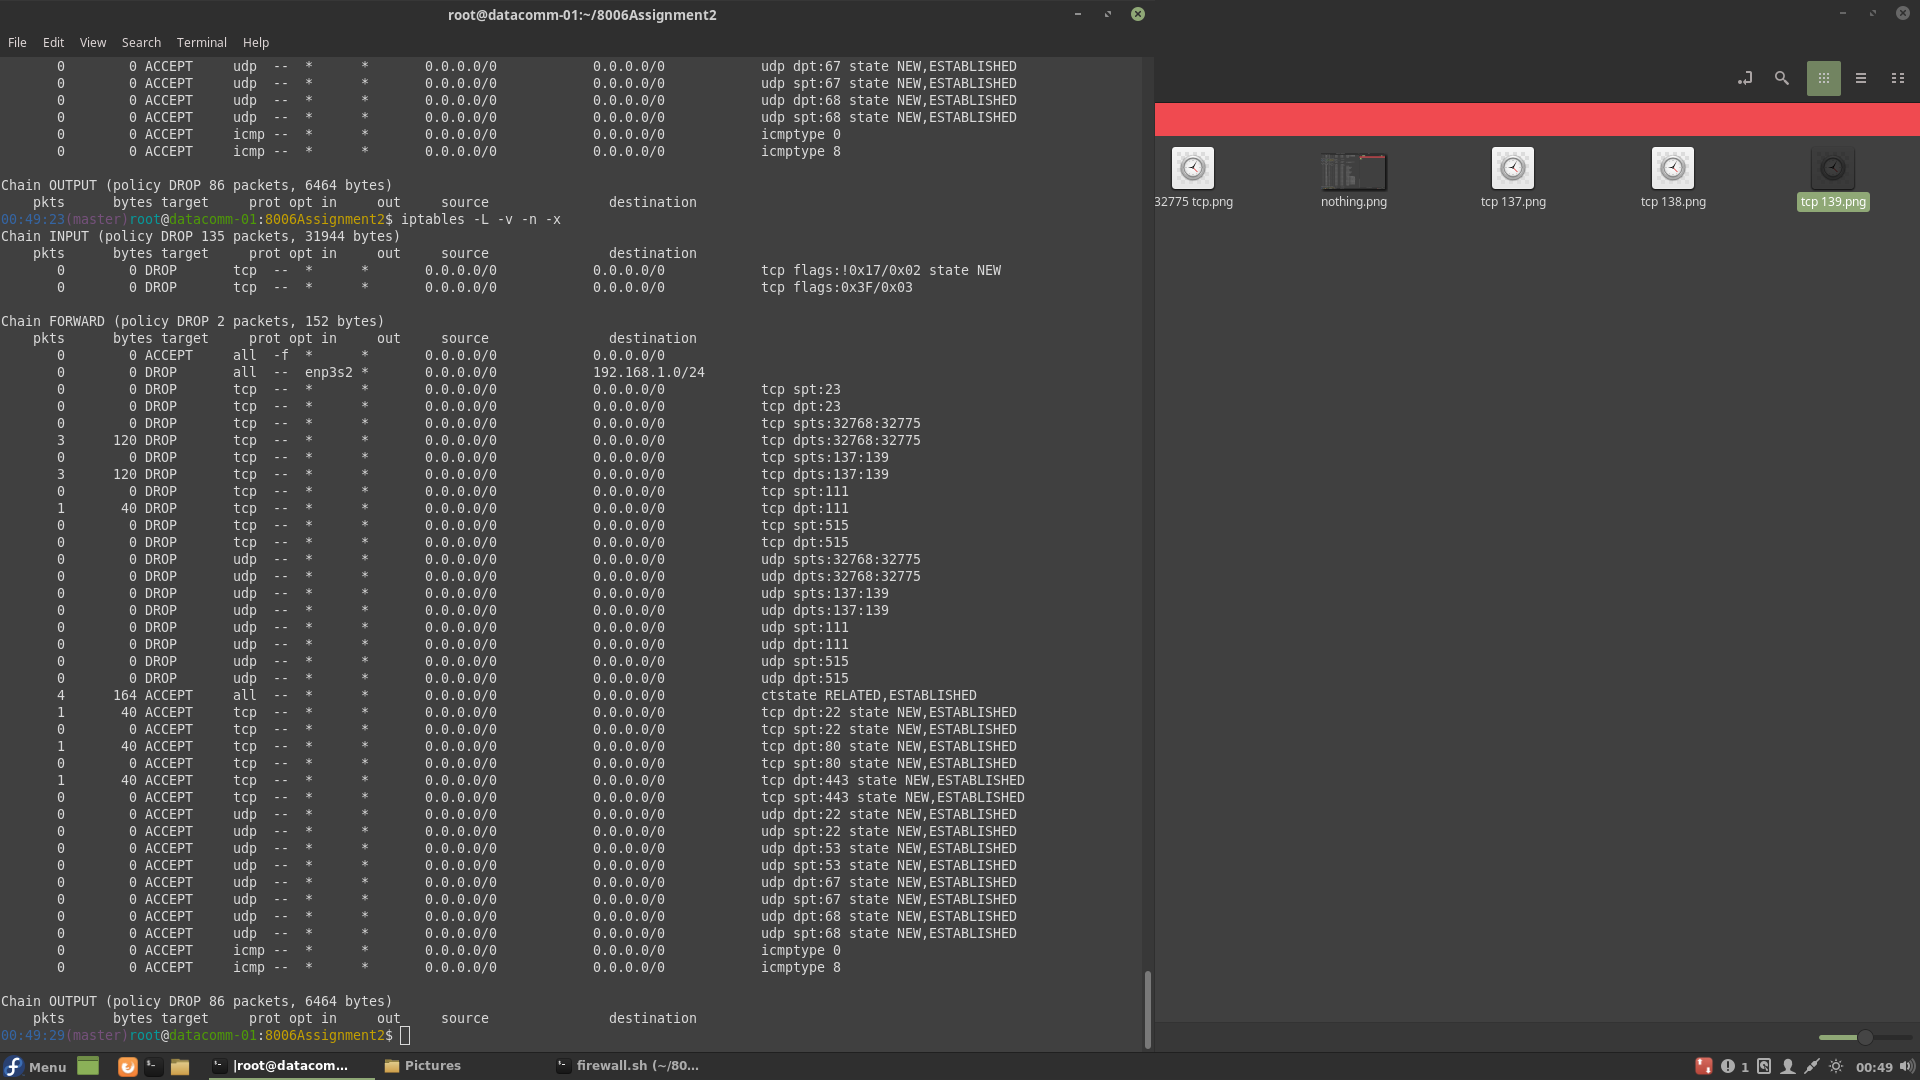 root@datacomm-01:~/8006Assignment2
File Edit View Search Terminal Help
0 0 ACCEPT udp -- * * 0.0.0.0/0 0.0.0.0/0 udp dpt:67 state NEW,ESTABLISHED
0 0 ACCEPT udp -- * * 0.0.0.0/0 0.0.0.0/0 udp spt:67 state NEW,ESTABLISHED
0 0 ACCEPT udp -- * * 0.0.0.0/0 0.0.0.0/0 udp dpt:68 state NEW,ESTABLISHED
0 0 ACCEPT udp -- * * 0.0.0.0/0 0.0.0.0/0 udp spt:68 state NEW,ESTABLISHED
0 0 ACCEPT icmp -- * * 0.0.0.0/0 0.0.0.0/0 icmptype 0
0 0 ACCEPT icmp -- * * 0.0.0.0/0 0.0.0.0/0 icmptype 8
Chain OUTPUT (policy DROP 86 packets, 6464 bytes)
pkts bytes target prot opt in out source destination
00:49:23(master)root@datacomm-01:8006Assignment2$ iptables -L -v -n -x
Chain INPUT (policy DROP 135 packets, 31944 bytes)
pkts bytes target prot opt in out source destination
0 0 DROP tcp -- * * 0.0.0.0/0 0.0.0.0/0 tcp flags:!0x17/0x02 state NEW
0 0 DROP tcp -- * * 0.0.0.0/0 0.0.0.0/0 tcp flags:0x3F/0x03
Chain FORWARD (policy DROP 2 packets, 152 bytes)
pkts bytes target prot opt in out source destination
0 0 ACCEPT all -f * * 0.0.0.0/0 0.0.0.0/0
0 0 DROP all -- enp3s2 * 0.0.0.0/0 192.168.1.0/24
0 0 DROP tcp -- * * 0.0.0.0/0 0.0.0.0/0 tcp spt:23
0 0 DROP tcp -- * * 0.0.0.0/0 0.0.0.0/0 tcp dpt:23
0 0 DROP tcp -- * * 0.0.0.0/0 0.0.0.0/0 tcp spts:32768:32775
3 120 DROP tcp -- * * 0.0.0.0/0 0.0.0.0/0 tcp dpts:32768:32775
0 0 DROP tcp -- * * 0.0.0.0/0 0.0.0.0/0 tcp spts:137:139
3 120 DROP tcp -- * * 0.0.0.0/0 0.0.0.0/0 tcp dpts:137:139
0 0 DROP tcp -- * * 0.0.0.0/0 0.0.0.0/0 tcp spt:111
1 40 DROP tcp -- * * 0.0.0.0/0 0.0.0.0/0 tcp dpt:111
0 0 DROP tcp -- * * 0.0.0.0/0 0.0.0.0/0 tcp spt:515
0 0 DROP tcp -- * * 0.0.0.0/0 0.0.0.0/0 tcp dpt:515
0 0 DROP udp -- * * 0.0.0.0/0 0.0.0.0/0 udp spts:32768:32775
0 0 DROP udp -- * * 0.0.0.0/0 0.0.0.0/0 udp dpts:32768:32775
0 0 DROP udp -- * * 0.0.0.0/0 0.0.0.0/0 udp spts:137:139
0 0 DROP udp -- * * 0.0.0.0/0 0.0.0.0/0 udp dpts:137:139
0 0 DROP udp -- * * 0.0.0.0/0 0.0.0.0/0 udp spt:111
0 0 DROP udp -- * * 0.0.0.0/0 0.0.0.0/0 udp dpt:111
0 0 DROP udp -- * * 0.0.0.0/0 0.0.0.0/0 udp spt:515
0 0 DROP udp -- * * 0.0.0.0/0 0.0.0.0/0 udp dpt:515
4 164 ACCEPT all -- * * 0.0.0.0/0 0.0.0.0/0 ctstate RELATED,ESTABLISHED
1 40 ACCEPT tcp -- * * 0.0.0.0/0 0.0.0.0/0 tcp dpt:22 state NEW,ESTABLISHED
0 0 ACCEPT tcp -- * * 0.0.0.0/0 0.0.0.0/0 tcp spt:22 state NEW,ESTABLISHED
1 40 ACCEPT tcp -- * * 0.0.0.0/0 0.0.0.0/0 tcp dpt:80 state NEW,ESTABLISHED
0 0 ACCEPT tcp -- * * 0.0.0.0/0 0.0.0.0/0 tcp spt:80 state NEW,ESTABLISHED
1 40 ACCEPT tcp -- * * 0.0.0.0/0 0.0.0.0/0 tcp dpt:443 state NEW,ESTABLISHED
0 0 ACCEPT tcp -- * * 0.0.0.0/0 0.0.0.0/0 tcp spt:443 state NEW,ESTABLISHED
0 0 ACCEPT udp -- * * 0.0.0.0/0 0.0.0.0/0 udp dpt:22 state NEW,ESTABLISHED
0 0 ACCEPT udp -- * * 0.0.0.0/0 0.0.0.0/0 udp spt:22 state NEW,ESTABLISHED
0 0 ACCEPT udp -- * * 0.0.0.0/0 0.0.0.0/0 udp dpt:53 state NEW,ESTABLISHED
0 0 ACCEPT udp -- * * 0.0.0.0/0 0.0.0.0/0 udp spt:53 state NEW,ESTABLISHED
0 0 ACCEPT udp -- * * 0.0.0.0/0 0.0.0.0/0 udp dpt:67 state NEW,ESTABLISHED
0 0 ACCEPT udp -- * * 0.0.0.0/0 0.0.0.0/0 udp spt:67 state NEW,ESTABLISHED
0 0 ACCEPT udp -- * * 0.0.0.0/0 0.0.0.0/0 udp dpt:68 state NEW,ESTABLISHED
0 0 ACCEPT udp -- * * 0.0.0.0/0 0.0.0.0/0 udp spt:68 state NEW,ESTABLISHED
0 0 ACCEPT icmp -- * * 0.0.0.0/0 0.0.0.0/0 icmptype 0
0 0 ACCEPT icmp -- * * 0.0.0.0/0 0.0.0.0/0 icmptype 8
Chain OUTPUT (policy DROP 86 packets, 6464 bytes)
pkts bytes target prot opt in out source destination
00:49:29(master)root@datacomm-01:8006Assignment2$
32775 tcp.png nothing.png tcp 137.png tcp 138.png tcp 139.png
Menu |root@datacom... Pictures firewall.sh (~/80... 1 00:49